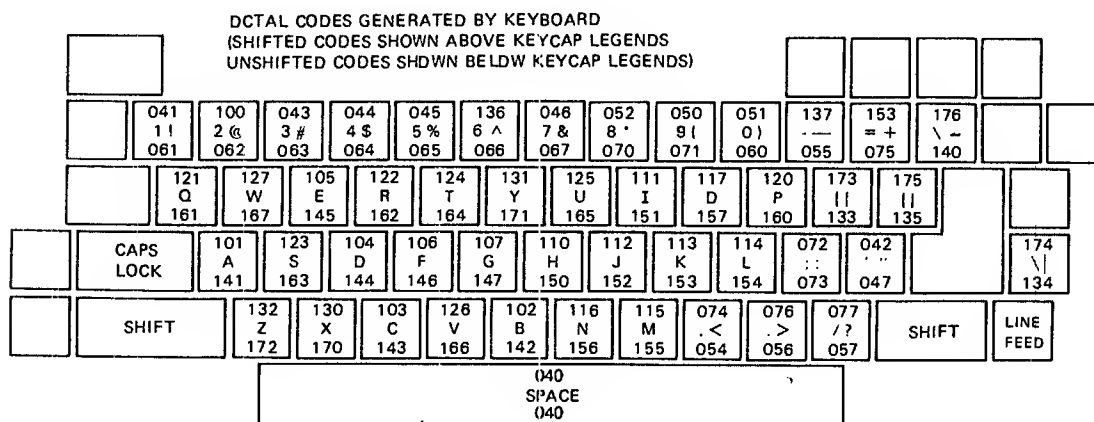 DCTAL CODES GENERATED BY KEYBOARD
(SHIFTED CODES SHOWN ABOVE KEYCAP LEGENDS
UNSHIFTED CODES SHDWN BELDW KEYCAP LEGENDS)
041 100 043 044 045 136 046 052 050 051 137 153 176
1 ! 2 @ 3 # 4 $ 5 % 6 ^ 7 & 8 * 9 ( 0 ) - — = + \ ~
061 062 063 064 065 066 067 070 071 060 055 075 140
121 127 105 122 124 131 125 111 117 120 173 175
Q W E R T Y U I D P [ [ ] ]
161 167 145 162 164 171 165 151 157 160 133 135
CAPS LOCK
101 123 104 106 107 110 112 113 114 072 042 174
A S D F G H J K L : : ' " \ |
141 163 144 146 147 150 152 153 154 073 047 134
SHIFT
132 130 103 126 102 116 115 074 076 077
Z X C V B N M . < . > / ?
172 170 143 166 142 156 155 054 056 057
SHIFT
LINE
FEED
040
SPACE
040